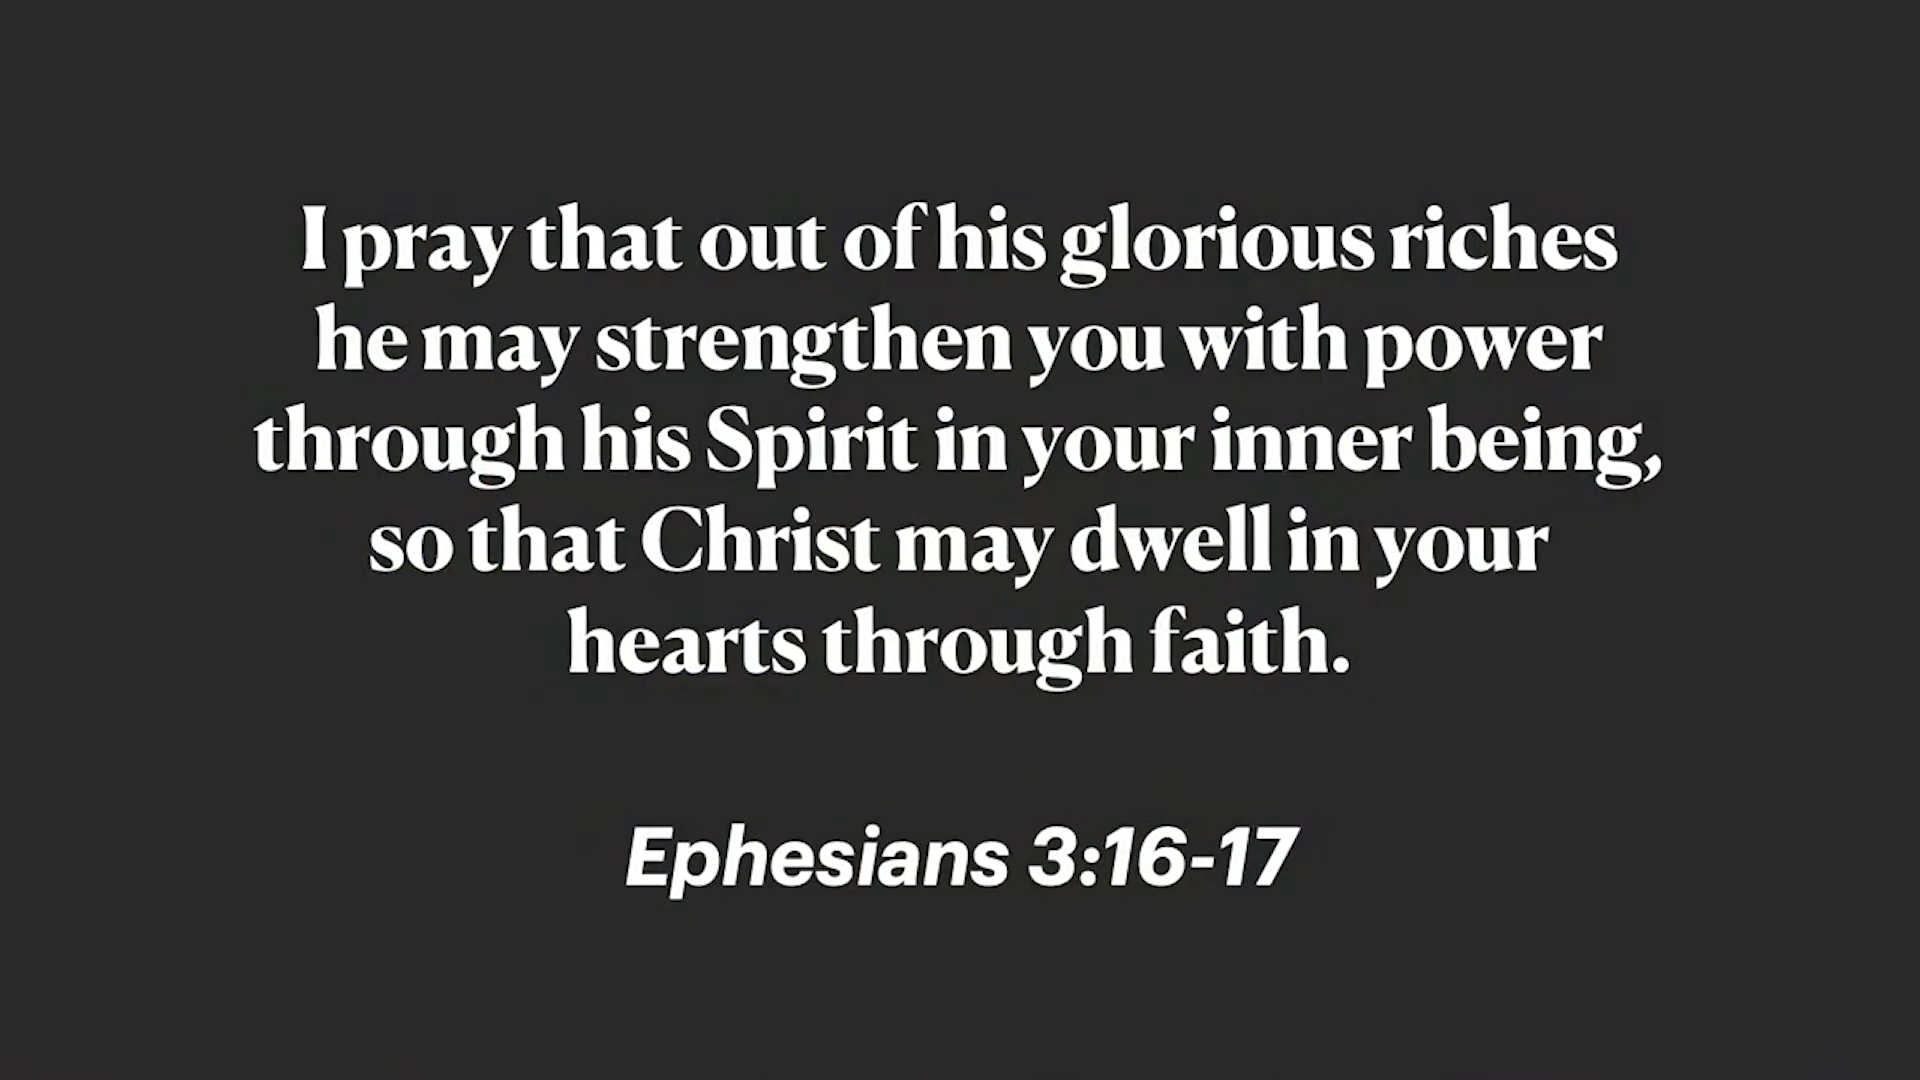 I pray that out of his glorious riches
he may strengthen you with power
through his Spirit in your inner being,
so that Christ may dwell in your
hearts through faith.
Ephesians 3:16-17